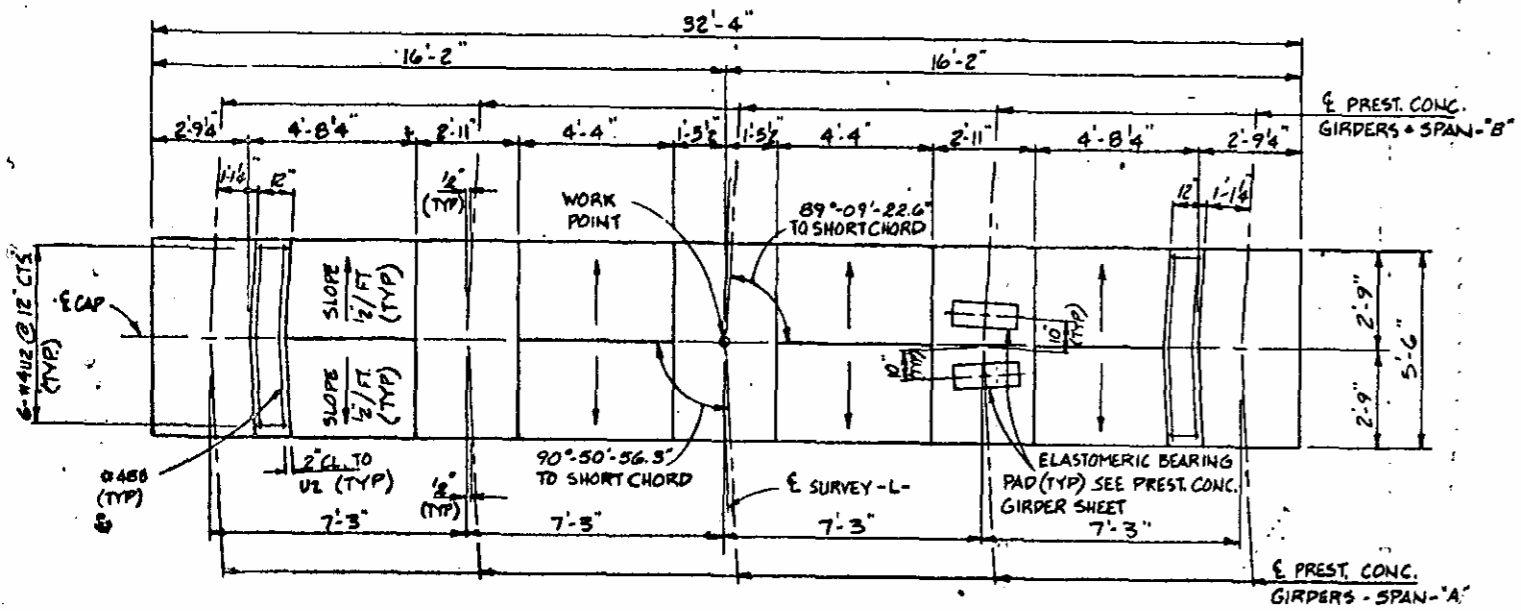 32'-4"
16'-2" 16'-2"
℄ PREST. CONC.
GIRDERS - SPAN-"B"
2'-9¼" 4'-8¼" 2'-11" 4'-4" 1'-5½" 1'-5½" 4'-4" 2'-11" 4'-8¼" 2'-9¼"
1'-1¼" 12"
½"
(TYP)
WORK
POINT
89°-09'-22.6"
TO SHORT CHORD
12" 1'-1¼"
6-#4U2 @ 12" CTS.
(TYP.)
℄ CAP
SLOPE
½"/FT
(TYP)
SLOPE
½"/FT.
(TYP)
10"
(TYP)
10"
(TYP)
2'-9"
2'-9"
5'-6"
(TYP)
2" CL. TO
U2 (TYP)
½"
(TYP)
90°-50'-56.3"
TO SHORT CHORD
℄ SURVEY -L-
ELASTOMERIC BEARING
PAD (TYP) SEE PREST. CONC.
GIRDER SHEET
7'-3" 7'-3" 7'-3" 7'-3"
℄ PREST. CONC.
GIRDERS - SPAN-"A"